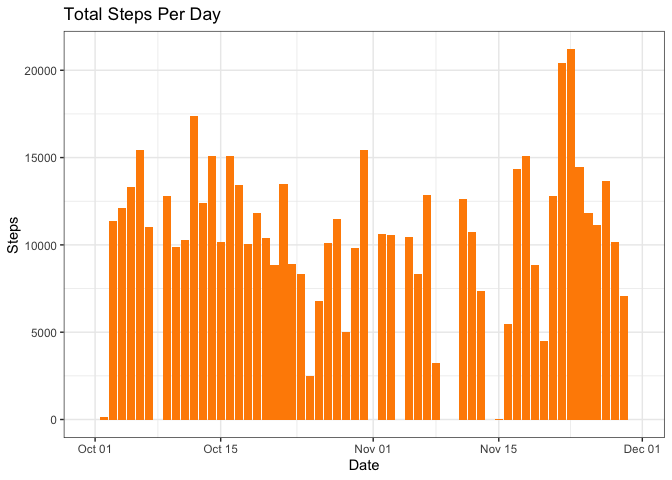 Total Steps Per Day
20000
15000
10000
5000
0
Steps
Oct 01
Oct 15
Nov 01
Nov 15
Dec 01
Date